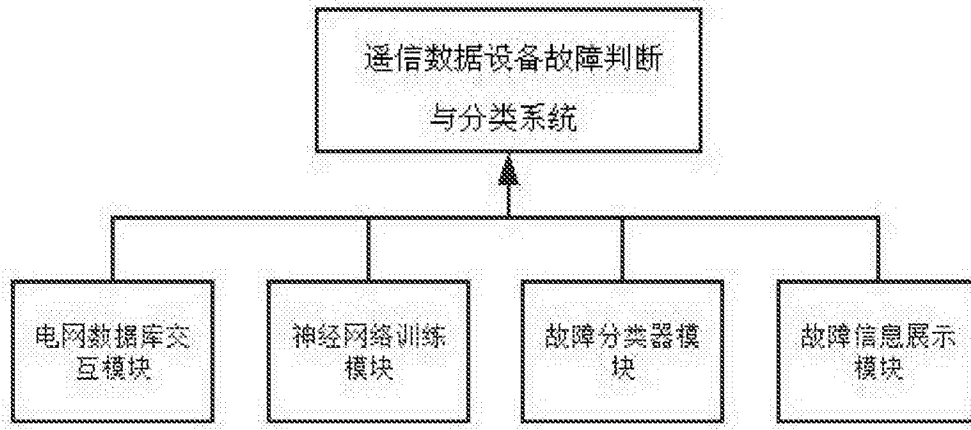 遥信数据设备故障判断
与分类系统
电网数据库交
互模块
神经网络训练
模块
故障分类器模
块
故障信息展示
模块